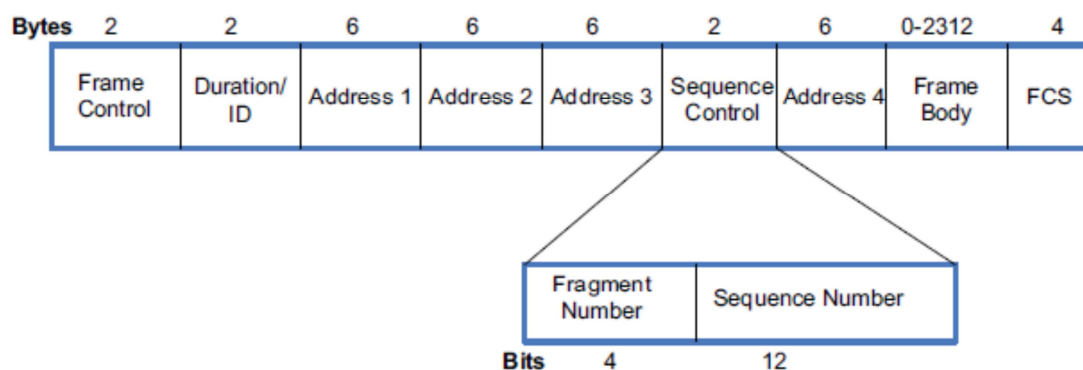 Bytes 2 2 6 6 6 2 6 0-2312 4
Frame Control Duration/ ID Address 1 Address 2 Address 3 Sequence Control Address 4 Frame Body FCS
Fragment Number Sequence Number
Bits 4 12